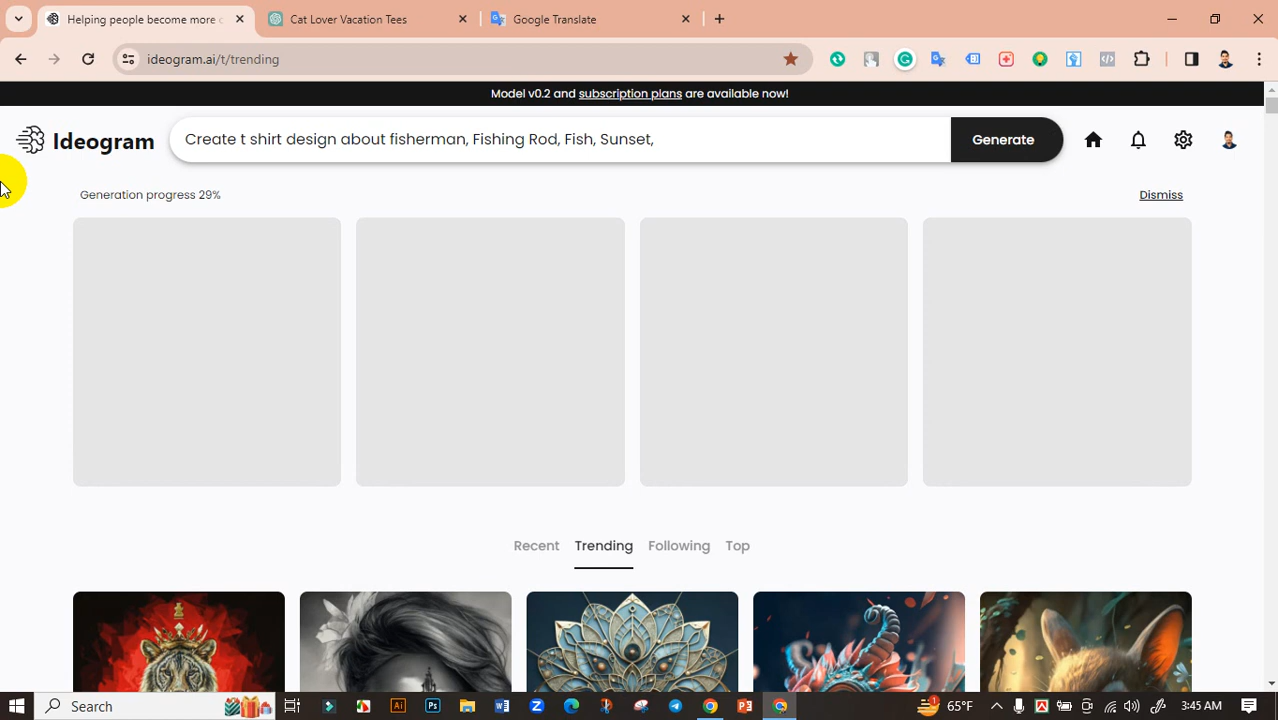 Helping people become more c
Cat Lover Vacation Tees
Google Translate
ideogram.ai/t/trending
Model v0.2 and subscription plans are available now!
Ideogram
Create t shirt design about fisherman, Fishing Rod, Fish, Sunset,
Generate
Generation progress 29%
Dismiss
Recent
Trending
Following
Top
Search
Ai
Ps
65°F
3:45 AM